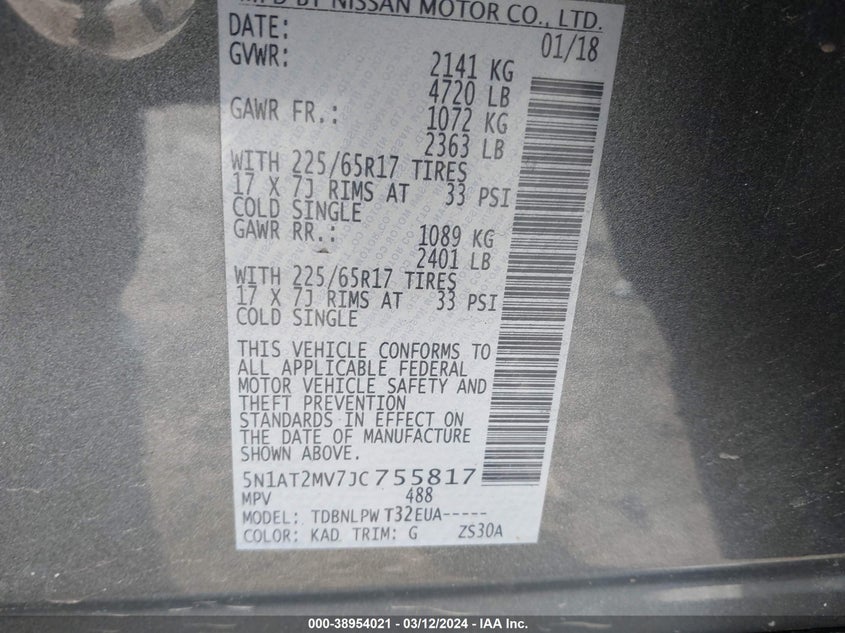 MFD BY NISSAN MOTOR CO., LTD.
DATE: 01/18
GVWR: 2141 KG
4720 LB
GAWR FR.: 1072 KG
2363 LB
WITH 225/65R17 TIRES
17 X 7J RIMS AT 33 PSI
COLD SINGLE
GAWR RR.: 1089 KG
2401 LB
WITH 225/65R17 TIRES
17 X 7J RIMS AT 33 PSI
COLD SINGLE
THIS VEHICLE CONFORMS TO
ALL APPLICABLE FEDERAL
MOTOR VEHICLE SAFETY AND
THEFT PREVENTION
STANDARDS IN EFFECT ON
THE DATE OF MANUFACTURE
SHOWN ABOVE.
5N1AT2MV7JC755817
MPV 488
MODEL: TDBNLPW T32EUA-----
COLOR: KAD TRIM: G ZS30A
000-38954021 - 03/12/2024 - IAA Inc.